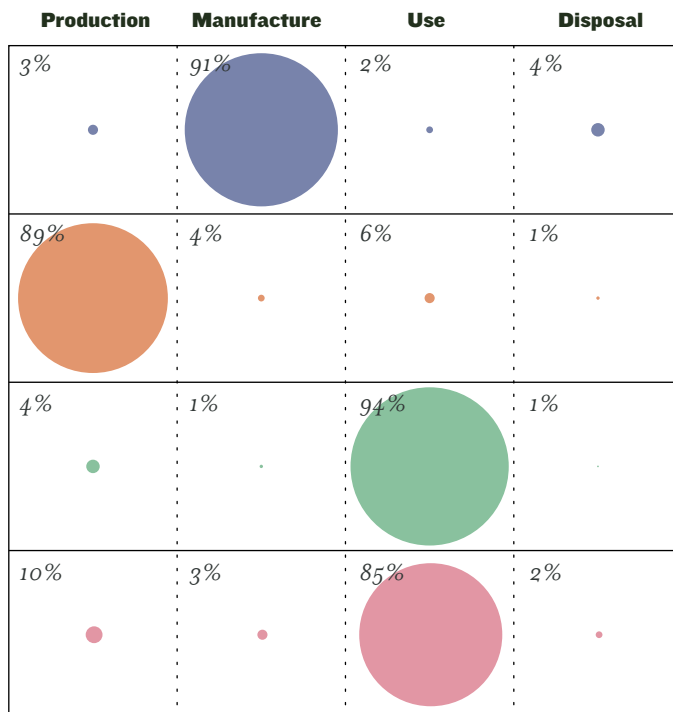 Production Manufacture Use Disposal
3% 91% 2% 4%
89% 4% 6% 1%
4% 1% 94% 1%
10% 3% 85% 2%